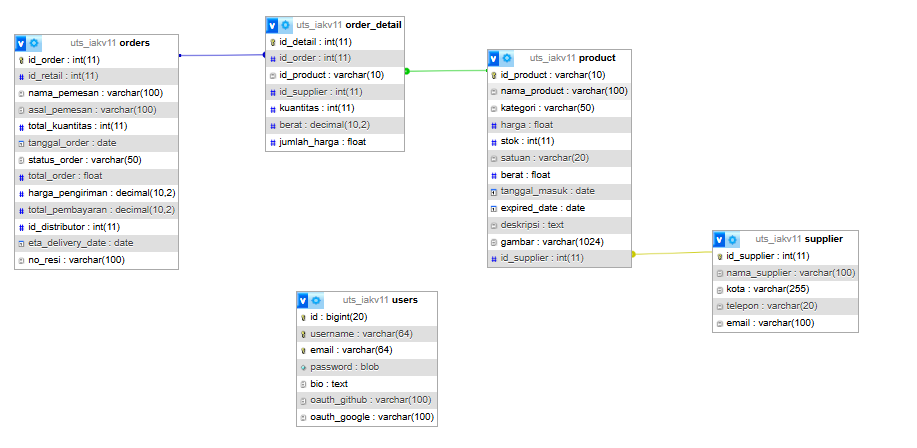 uts_iakv11 orders
id_order : int(11)
id_retail : int(11)
nama_pemesan : varchar(100)
asal_pemesan : varchar(100)
total_kuantitas : int(11)
tanggal_order : date
status_order : varchar(50)
total_order : float
harga_pengiriman : decimal(10,2)
total_pembayaran : decimal(10,2)
id_distributor : int(11)
eta_delivery_date : date
no_resi : varchar(100)
uts_iakv11 order_detail
id_detail : int(11)
id_order : int(11)
id_product : varchar(10)
id_supplier : int(11)
kuantitas : int(11)
berat : decimal(10,2)
jumlah_harga : float
uts_iakv11 product
id_product : varchar(10)
nama_product : varchar(100)
kategori : varchar(50)
harga : float
stok : int(11)
satuan : varchar(20)
berat : float
tanggal_masuk : date
expired_date : date
deskripsi : text
gambar : varchar(1024)
id_supplier : int(11)
uts_iakv11 supplier
id_supplier : int(11)
nama_supplier : varchar(100)
kota : varchar(255)
telepon : varchar(20)
email : varchar(100)
uts_iakv11 users
id : bigint(20)
username : varchar(64)
email : varchar(64)
password : blob
bio : text
oauth_github : varchar(100)
oauth_google : varchar(100)